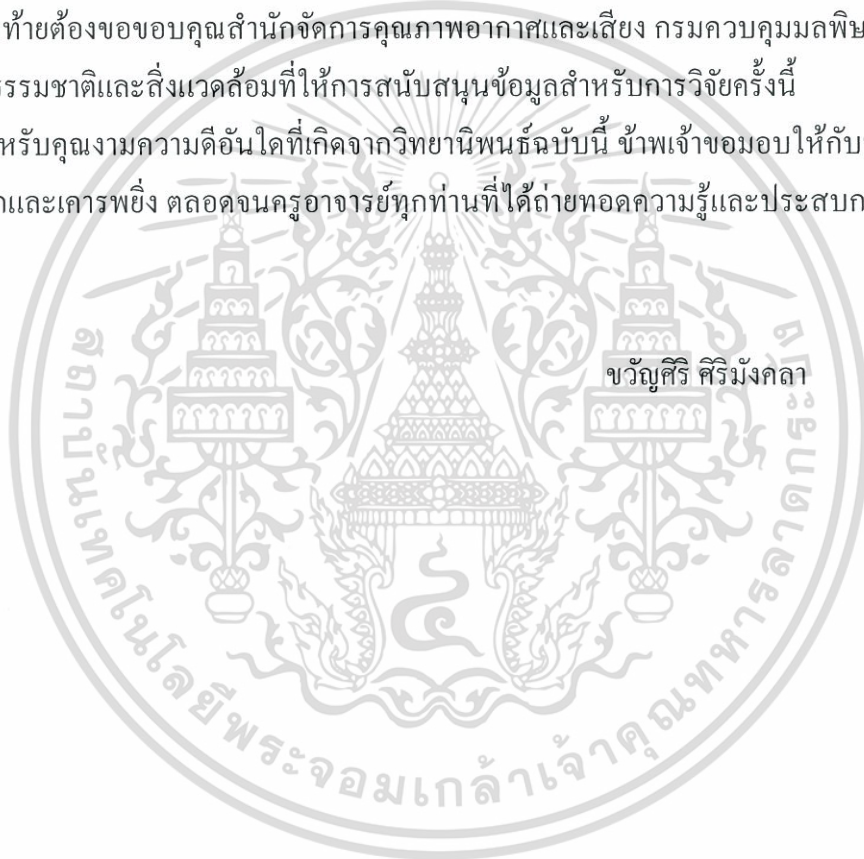 ท้ายต้องขอขอบคุณสำนักจัดการคุณภาพอากาศและเสียง กรมควบคุมมลพิษ
ธรรมชาติและสิ่งแวดล้อมที่ให้การสนับสนุนข้อมูลสำหรับการวิจัยครั้งนี้
หรับคุณงามความดีอันใดที่เกิดจากวิทยานิพนธ์ฉบับนี้ ข้าพเจ้าขอมอบให้กับ
และเคารพยิ่ง ตลอดจนครูอาจารย์ทุกท่านที่ได้ถ่ายทอดความรู้และประสบก
ขวัญศิริ ศิริมังคลา
สถาบันเทคโนโลยีพระจอมเกล้าเจ้าคุณทหารลาดกระบัง